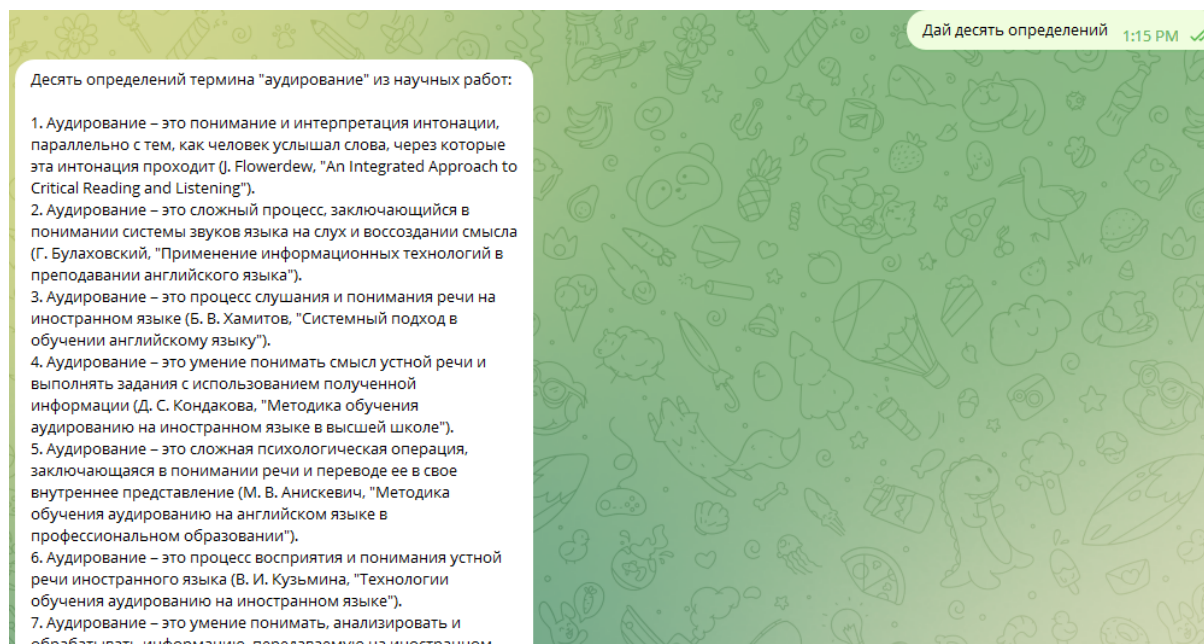 Дай десять определений 1:15 PM
Десять определений термина "аудирование" из научных работ:
1. Аудирование – это понимание и интерпретация интонации,
параллельно с тем, как человек услышал слова, через которые
эта интонация проходит (J. Flowerdew, "An Integrated Approach to
Critical Reading and Listening").
2. Аудирование – это сложный процесс, заключающийся в
понимании системы звуков языка на слух и воссоздании смысла
(Г. Булаховский, "Применение информационных технологий в
преподавании английского языка").
3. Аудирование – это процесс слушания и понимания речи на
иностранном языке (Б. В. Хамитов, "Системный подход в
обучении английскому языку").
4. Аудирование – это умение понимать смысл устной речи и
выполнять задания с использованием полученной
информации (Д. С. Кондакова, "Методика обучения
аудированию на иностранном языке в высшей школе").
5. Аудирование – это сложная психологическая операция,
заключающаяся в понимании речи и переводе ее в свое
внутреннее представление (М. В. Анискевич, "Методика
обучения аудированию на английском языке в
профессиональном образовании").
6. Аудирование – это процесс восприятия и понимания устной
речи иностранного языка (В. И. Кузьмина, "Технологии
обучения аудированию на иностранном языке").
7. Аудирование – это умение понимать, анализировать и
обрабатывать информацию, передаваемую на иностранном